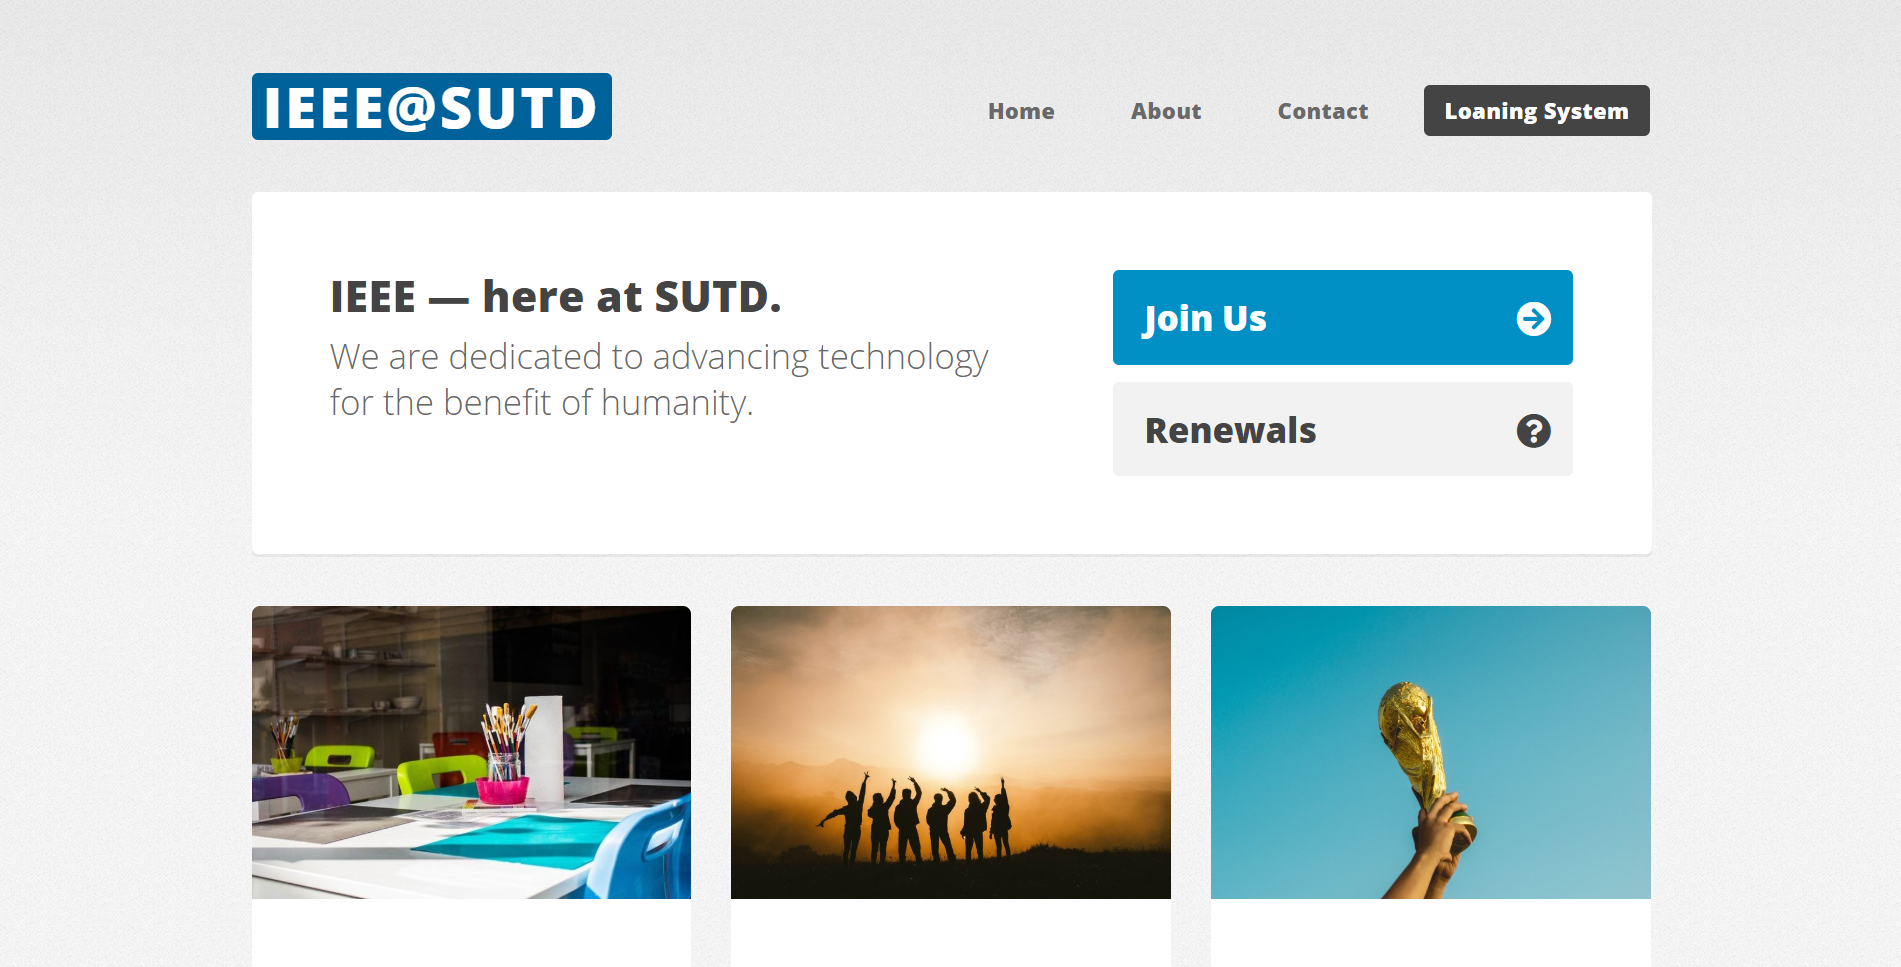 IEEE@SUTD
Home
About
Contact
Loaning System
IEEE — here at SUTD.
We are dedicated to advancing technology
for the benefit of humanity.
Join Us
Renewals